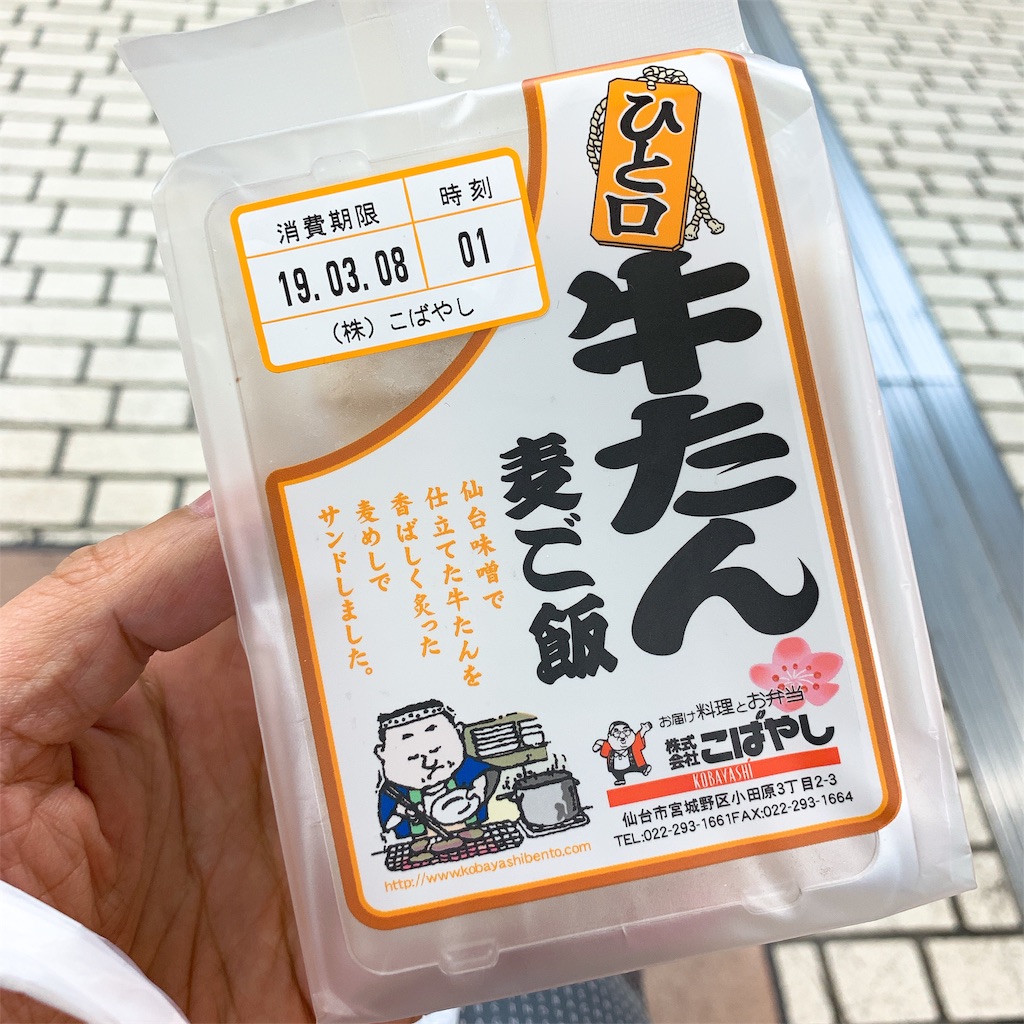 消費期限 時刻
19.03.08 01
(株)こばやし
ひと口
牛たん
麦ご飯
仙台味噌で
仕立てた牛たんを
香ばしく炙った
麦めしで
サンドしました。
お届け料理とお弁当
株式会社こばやし
KOBAYASHI
仙台市宮城野区小田原3丁目2-3
TEL:022-293-1661FAX:022-293-1664
http://www.kobayashibento.com